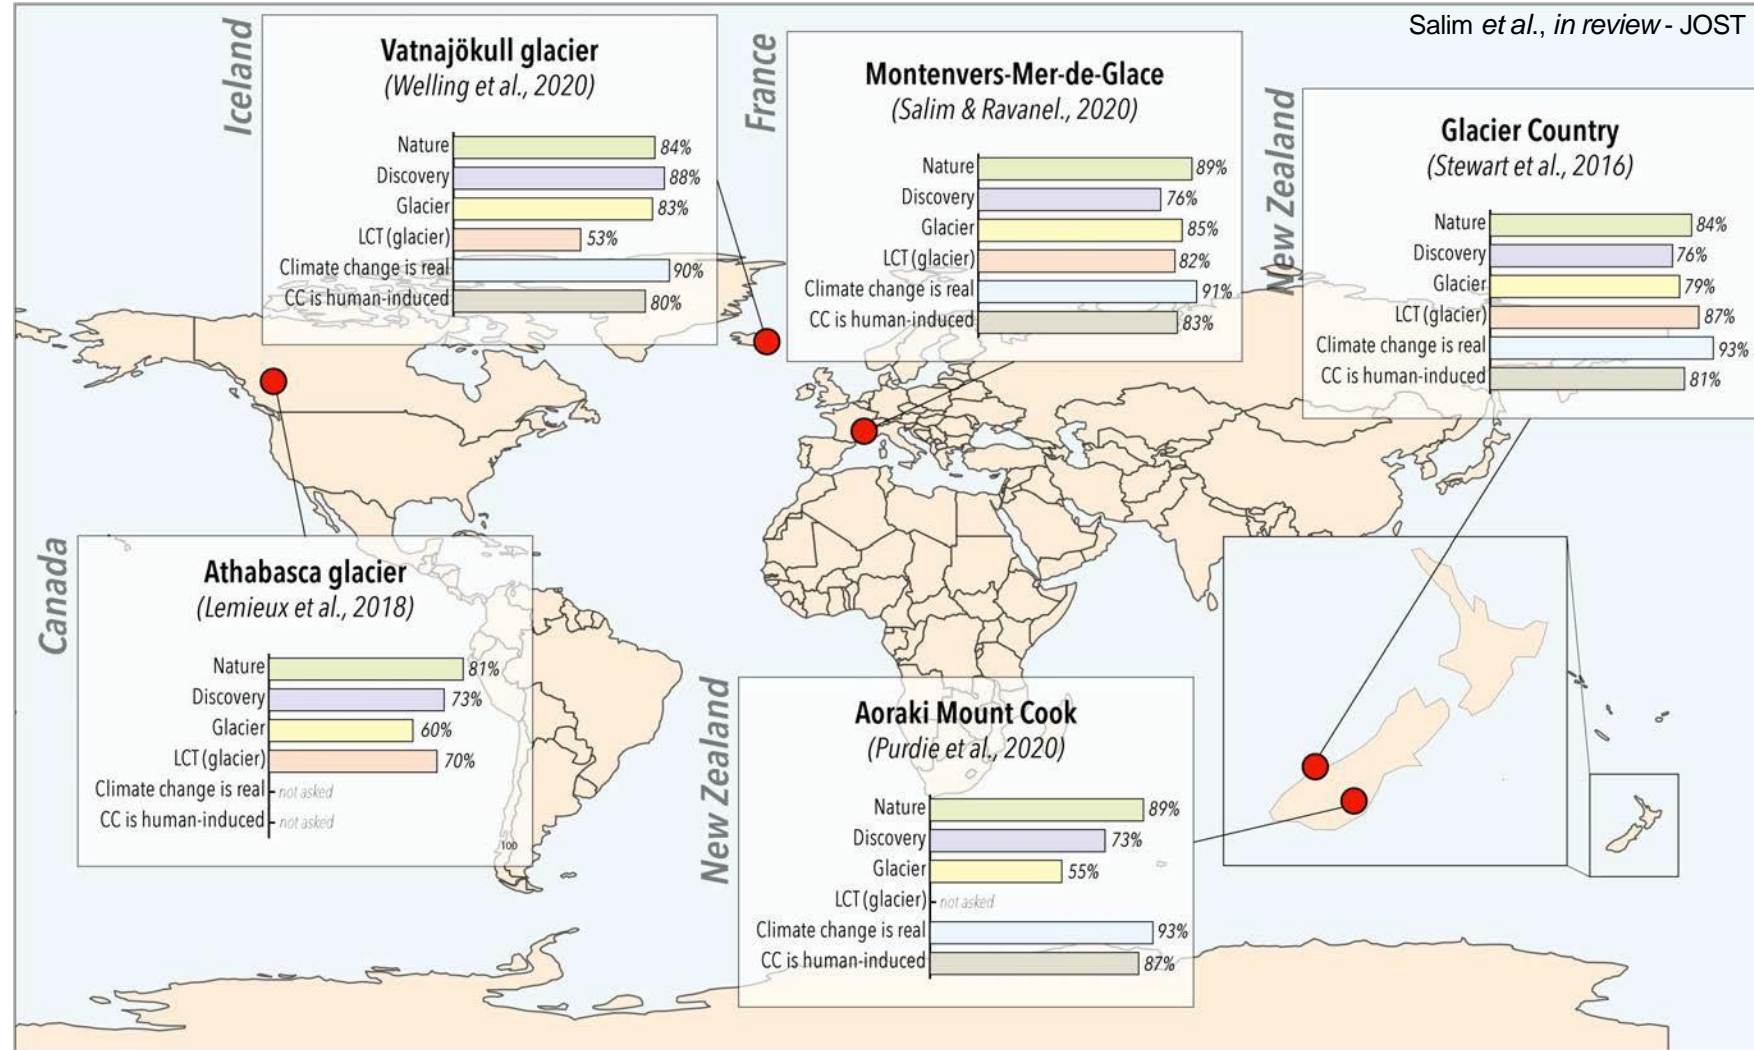 Salim et al., in review - JOST
Iceland
Vatnajökull glacier
(Welling et al., 2020)
Nature 84%
Discovery 88%
Glacier 83%
LCT (glacier) 53%
Climate change is real 90%
CC is human-induced 80%
France
Montenvers-Mer-de-Glace
(Salim & Ravanel., 2020)
Nature 89%
Discovery 76%
Glacier 85%
LCT (glacier) 82%
Climate change is real 91%
CC is human-induced 83%
New Zealand
Glacier Country
(Stewart et al., 2016)
Nature 84%
Discovery 76%
Glacier 79%
LCT (glacier) 87%
Climate change is real 93%
CC is human-induced 81%
Canada
Athabasca glacier
(Lemieux et al., 2018)
Nature 81%
Discovery 73%
Glacier 60%
LCT (glacier) 70%
Climate change is real not asked
CC is human-induced not asked
100
New Zealand
Aoraki Mount Cook
(Purdie et al., 2020)
Nature 89%
Discovery 73%
Glacier 55%
LCT (glacier) not asked
Climate change is real 93%
CC is human-induced 87%